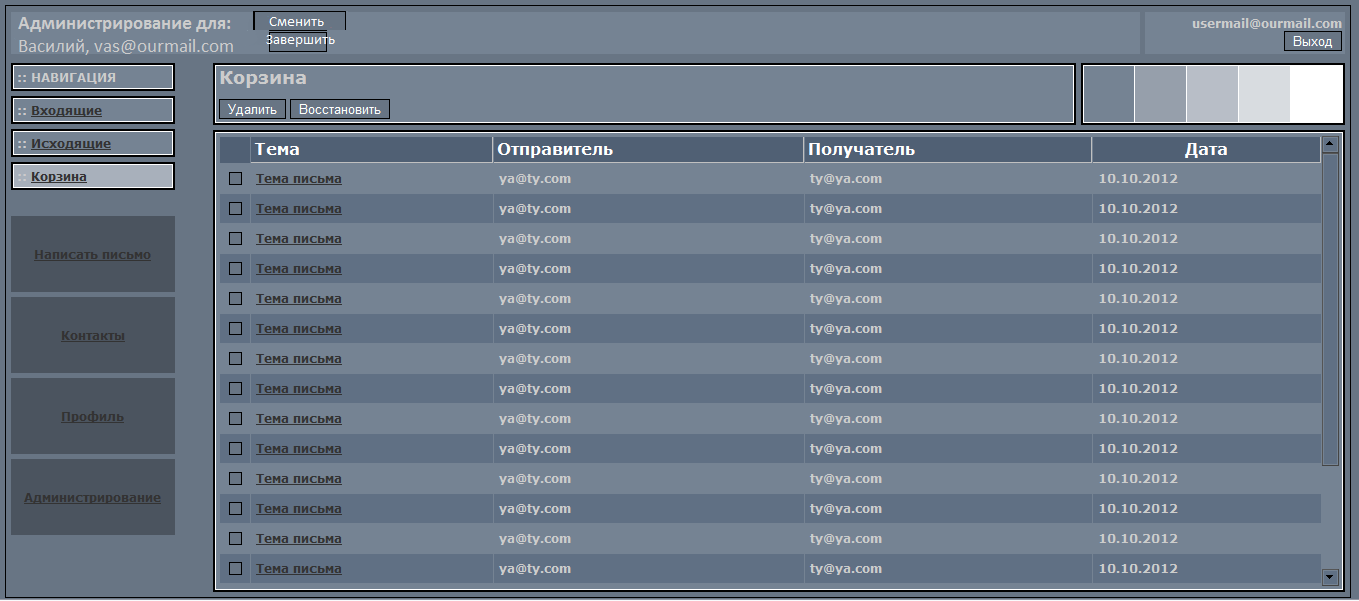 Администрирование для:
Василий, vas@ourmail.com
Сменить
Завершить
usermail@ourmail.com
Выход
:: НАВИГАЦИЯ
:: Входящие
:: Исходящие
:: Корзина
Написать письмо
Контакты
Профиль
Администрирование
Корзина
Удалить Восстановить
Тема Отправитель Получатель Дата
Тема письма ya@ty.com ty@ya.com 10.10.2012
Тема письма ya@ty.com ty@ya.com 10.10.2012
Тема письма ya@ty.com ty@ya.com 10.10.2012
Тема письма ya@ty.com ty@ya.com 10.10.2012
Тема письма ya@ty.com ty@ya.com 10.10.2012
Тема письма ya@ty.com ty@ya.com 10.10.2012
Тема письма ya@ty.com ty@ya.com 10.10.2012
Тема письма ya@ty.com ty@ya.com 10.10.2012
Тема письма ya@ty.com ty@ya.com 10.10.2012
Тема письма ya@ty.com ty@ya.com 10.10.2012
Тема письма ya@ty.com ty@ya.com 10.10.2012
Тема письма ya@ty.com ty@ya.com 10.10.2012
Тема письма ya@ty.com ty@ya.com 10.10.2012
Тема письма ya@ty.com ty@ya.com 10.10.2012